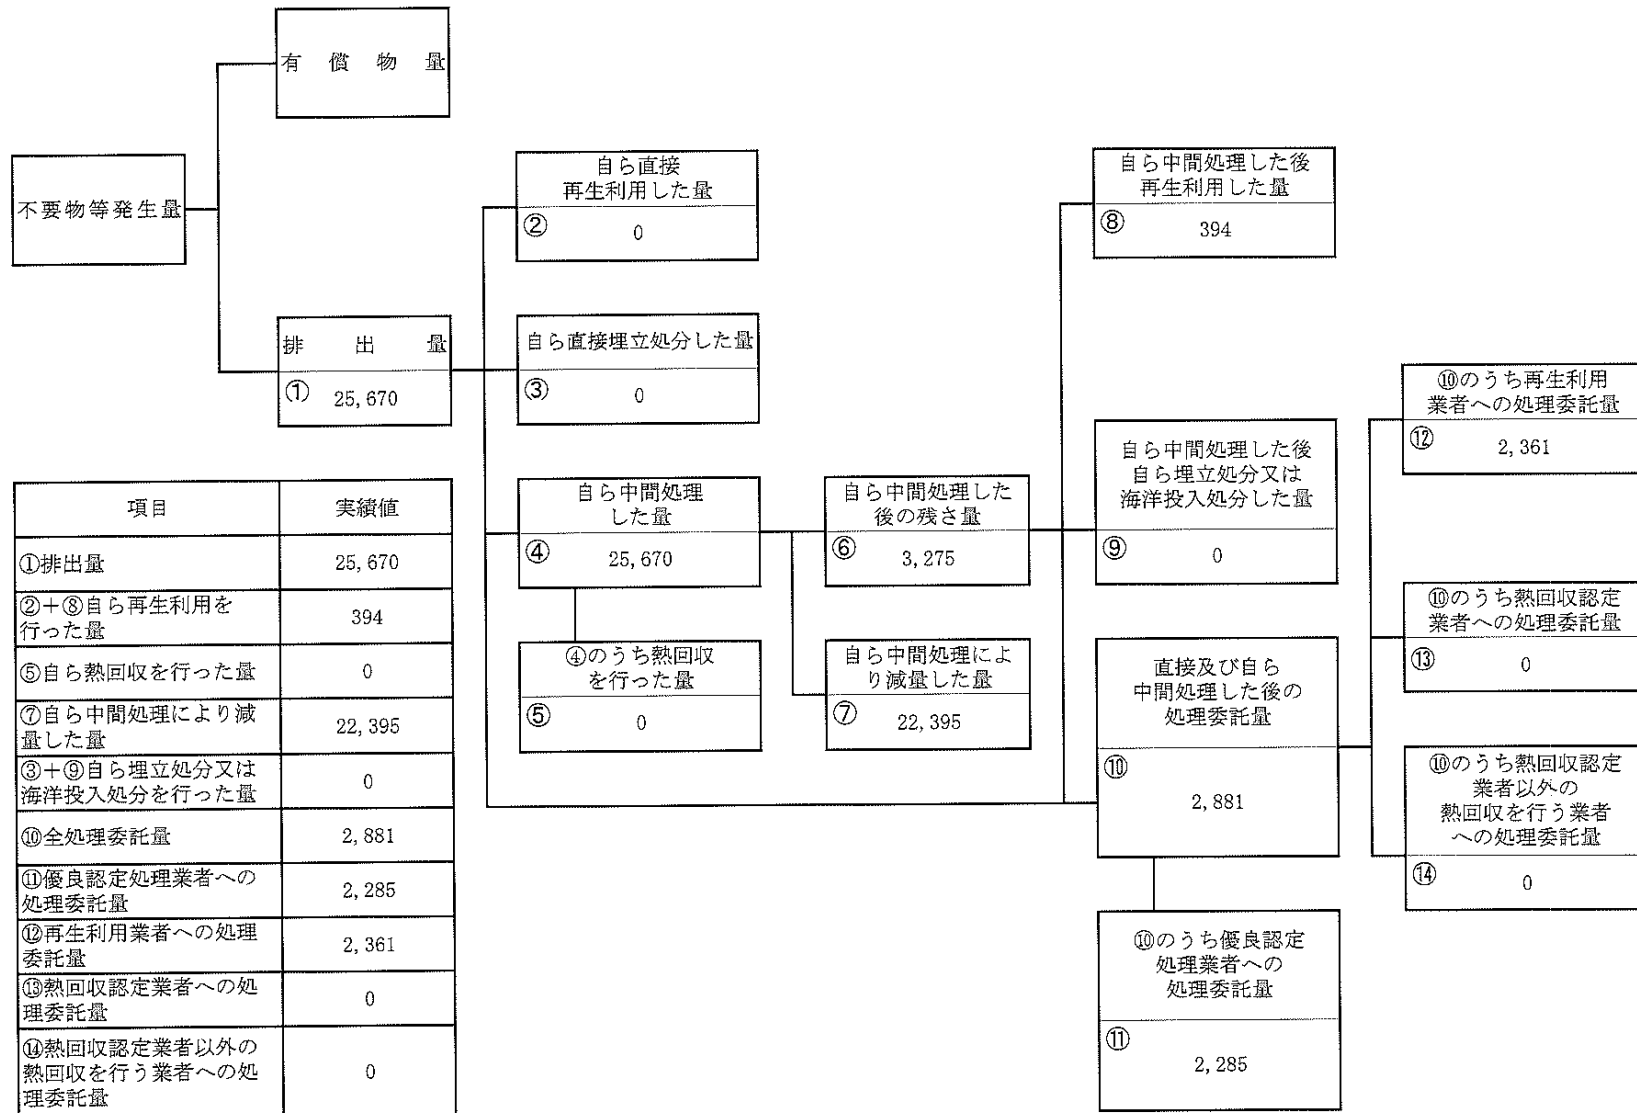 有償物量
不要物等発生量
排出量
① 25,670
自ら直接
再生利用した量
② 0
自ら直接埋立処分した量
③ 0
自ら中間処理
した量
④ 25,670
④のうち熱回収
を行った量
⑤ 0
自ら中間処理した
後の残さ量
⑥ 3,275
自ら中間処理によ
り減量した量
⑦ 22,395
自ら中間処理した後
再生利用した量
⑧ 394
自ら中間処理した後
自ら埋立処分又は
海洋投入処分した量
⑨ 0
直接及び自ら
中間処理した後の
処理委託量
⑩ 2,881
⑩のうち優良認定
処理業者への
処理委託量
⑪ 2,285
⑩のうち再生利用
業者への処理委託量
⑫ 2,361
⑩のうち熱回収認定
業者への処理委託量
⑬ 0
⑩のうち熱回収認定
業者以外の
熱回収を行う業者
への処理委託量
⑭ 0
項目 実績値
①排出量 25,670
②+⑧自ら再生利用を
行った量 394
⑤自ら熱回収を行った量 0
⑦自ら中間処理により減
量した量 22,395
③+⑨自ら埋立処分又は
海洋投入処分を行った量 0
⑩全処理委託量 2,881
⑪優良認定処理業者への
処理委託量 2,285
⑫再生利用業者への処理
委託量 2,361
⑬熱回収認定業者への処
理委託量 0
⑭熱回収認定業者以外の
熱回収を行う業者への処
理委託量 0